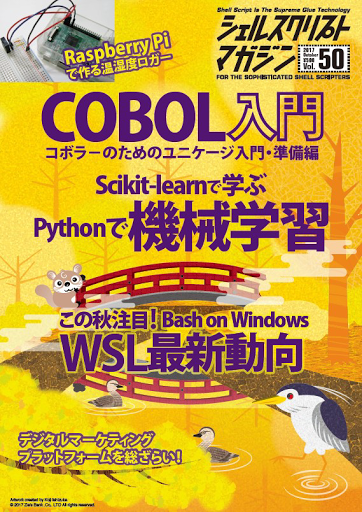 Shell Script Is The Supreme Glue Technology
シェルスクリプト
マガジン
2017
October
¥500
Vol. 50
FOR THE SOPHISTICATED SHELL SCRIPTERS
Raspberry Pi
で作る温湿度ロガー
COBOL入門
コボラーのためのユニケージ入門・準備編
Scikit-learnで学ぶ
Pythonで機械学習
この秋注目！Bash on Windows
WSL最新動向
デジタルマーケティング
プラットフォームを総ざらい！
Artwork created by